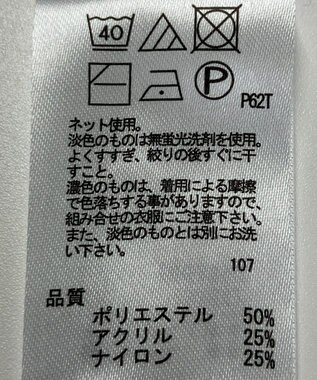 40
P
P62T
ネット使用。
淡色のものは無蛍光洗剤を使用。
よくすすぎ、絞りの後すぐに干
すこと。
濃色のものは、着用による摩擦
で色落ちする事がありますので、
組み合せの衣服にご注意下さい。
また、淡色のものとは別にお洗
い下さい。
107
品質
ポリエステル 50%
アクリル 25%
ナイロン 25%